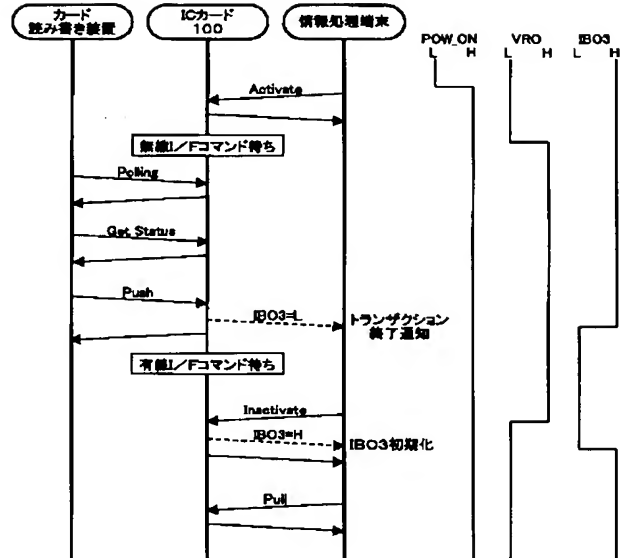 カード
読み書き装置
ICカード
100
情報処理端末
POW_ON
L H
VRO
L H
IBO3
L H
Activate
無線I/Fコマンド待ち
Polling
Get Status
Push
IBO3=L
トランザクション
終了通知
有線I/Fコマンド待ち
Inactivate
IBO3=H
IBO3初期化
Pull